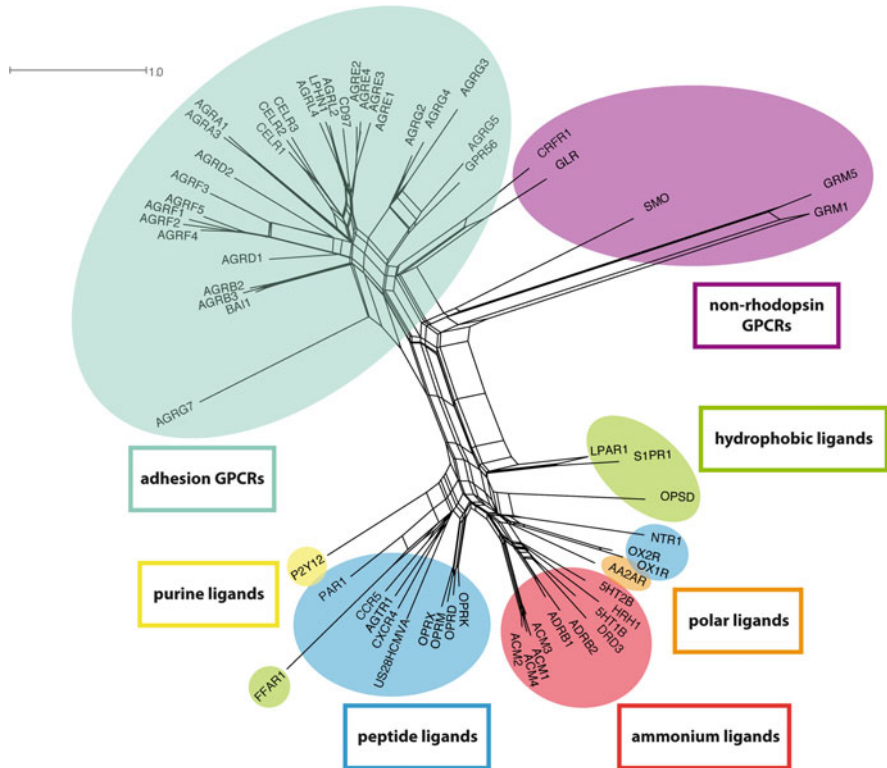 1.0
AGRG3
AGRE2
AGRE4
AGRE3
AGRE1
CD97
AGRL2
LPHN1
AGRL4
AGRG2
AGRG4
CELR3
CELR2
CELR1
AGRA1
AGRA3
AGRD2
AGRG5
GPR56
AGRF3
AGRF5
AGRF1
AGRF2
AGRF4
AGRD1
AGRB2
AGRB3
BAI1
AGRG7
CRFR1
GLR
SMO
GRM5
GRM1
non-rhodopsin
GPCRs
adhesion GPCRs
hydrophobic ligands
LPAR1
S1PR1
OPSD
NTR1
OX2R
OX1R
AA2AR
polar ligands
P2Y12
purine ligands
PAR1
CCR5
AGTR1
CXCR4
US28HCMVA
OPRX
OPRM
OPRD
OPRK
FFAR1
peptide ligands
5HT2B
HRH1
5HT1B
DRD3
ADRB2
ADRB1
ACM3
ACM1
ACM4
ACM2
ammonium ligands